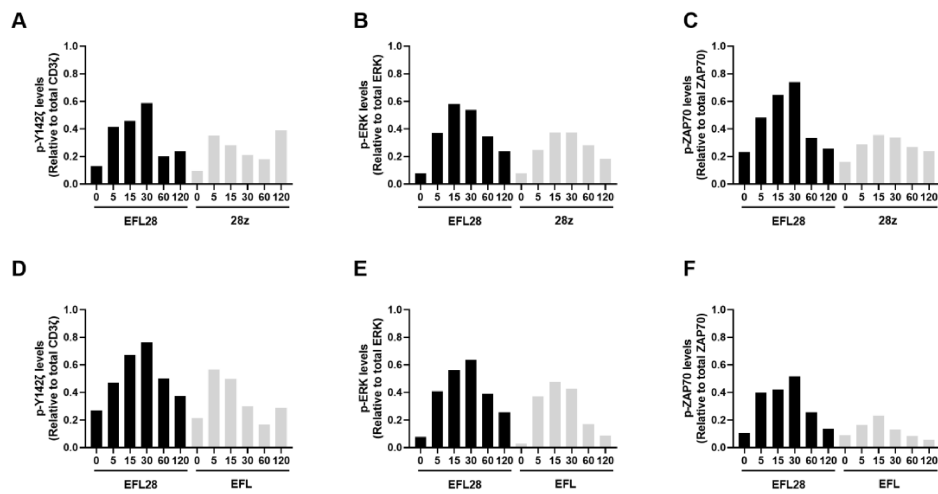 A
p-Y142ζ levels
(Relative to total CD3ζ)
1.0
0.8
0.6
0.4
0.2
0.0
0 5 15 30 60 120 0 5 15 30 60 120
EFL28 28z
B
p-ERK levels
(Relative to total ERK)
1.0
0.8
0.6
0.4
0.2
0.0
0 5 15 30 60 120 0 5 15 30 60 120
EFL28 28z
C
p-ZAP70 levels
(Relative to total ZAP70)
1.0
0.8
0.6
0.4
0.2
0.0
0 5 15 30 60 120 0 5 15 30 60 120
EFL28 28z
D
p-Y142ζ levels
(Relative to total CD3ζ)
1.0
0.8
0.6
0.4
0.2
0.0
0 5 15 30 60 120 0 5 15 30 60 120
EFL28 EFL
E
p-ERK levels
(Relative to total ERK)
1.0
0.8
0.6
0.4
0.2
0.0
0 5 15 30 60 120 0 5 15 30 60 120
EFL28 EFL
F
p-ZAP70 levels
(Relative to total ZAP70)
1.0
0.8
0.6
0.4
0.2
0.0
0 5 15 30 60 120 0 5 15 30 60 120
EFL28 EFL